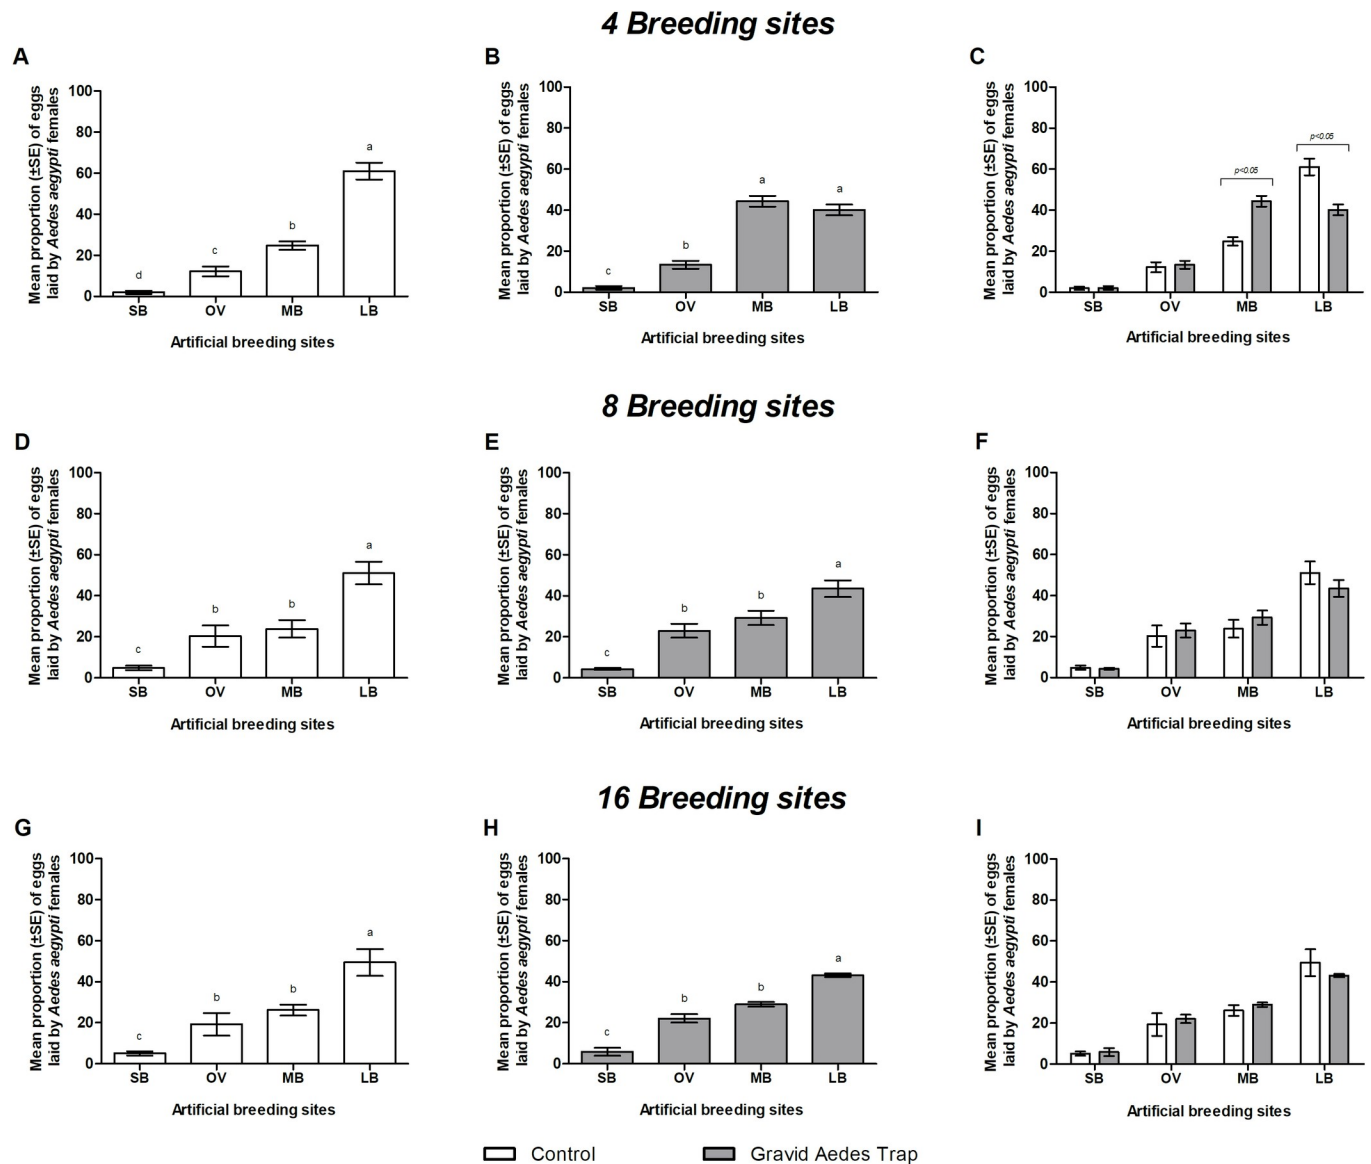 4 Breeding sites
A
Mean proportion (±SE) of eggs
laid by Aedes aegypti females
100
80
60
40
20
0
d
c
b
a
SB OV MB LB
Artificial breeding sites
B
Mean proportion (±SE) of eggs
laid by Aedes aegypti females
100
80
60
40
20
0
c
b
a
a
SB OV MB LB
Artificial breeding sites
C
Mean proportion (±SE) of eggs
laid by Aedes aegypti females
100
80
60
40
20
0
p<0.05
p<0.05
SB OV MB LB
Artificial breeding sites
8 Breeding sites
D
Mean proportion (±SE) of eggs
laid by Aedes aegypti females
100
80
60
40
20
0
c
b
b
a
SB OV MB LB
Artificial breeding sites
E
Mean proportion (±SE) of eggs
laid by Aedes aegypti females
100
80
60
40
20
0
c
b
b
a
SB OV MB LB
Artificial breeding sites
F
Mean proportion (±SE) of eggs
laid by Aedes aegypti females
100
80
60
40
20
0
SB OV MB LB
Artificial breeding sites
16 Breeding sites
G
Mean proportion (±SE) of eggs
laid by Aedes aegypti females
100
80
60
40
20
0
c
b
b
a
SB OV MB LB
Artificial breeding sites
H
Mean proportion (±SE) of eggs
laid by Aedes aegypti females
100
80
60
40
20
0
c
b
b
a
SB OV MB LB
Artificial breeding sites
I
Mean proportion (±SE) of eggs
laid by Aedes aegypti females
100
80
60
40
20
0
SB OV MB LB
Artificial breeding sites
Control
Gravid Aedes Trap